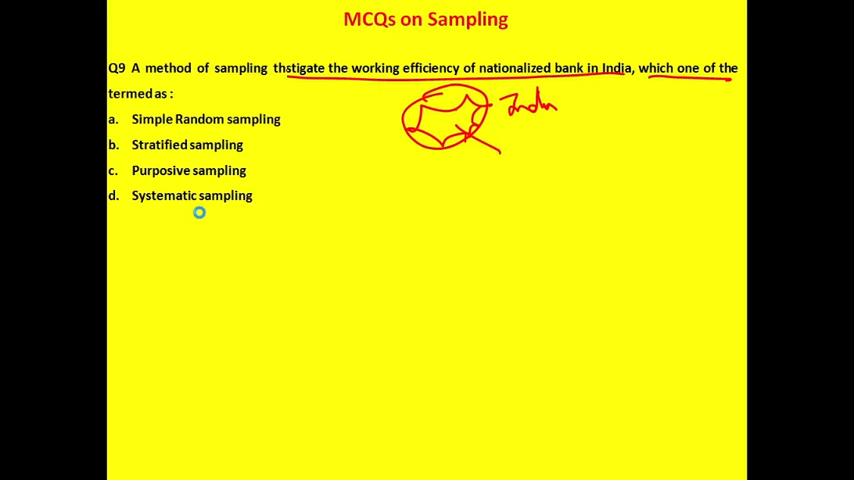 MCQs on Sampling
Q9 A method of sampling thstigate the working efficiency of nationalized bank in India, which one of the
termed as :
India
a. Simple Random sampling
b. Stratified sampling
c. Purposive sampling
d. Systematic sampling